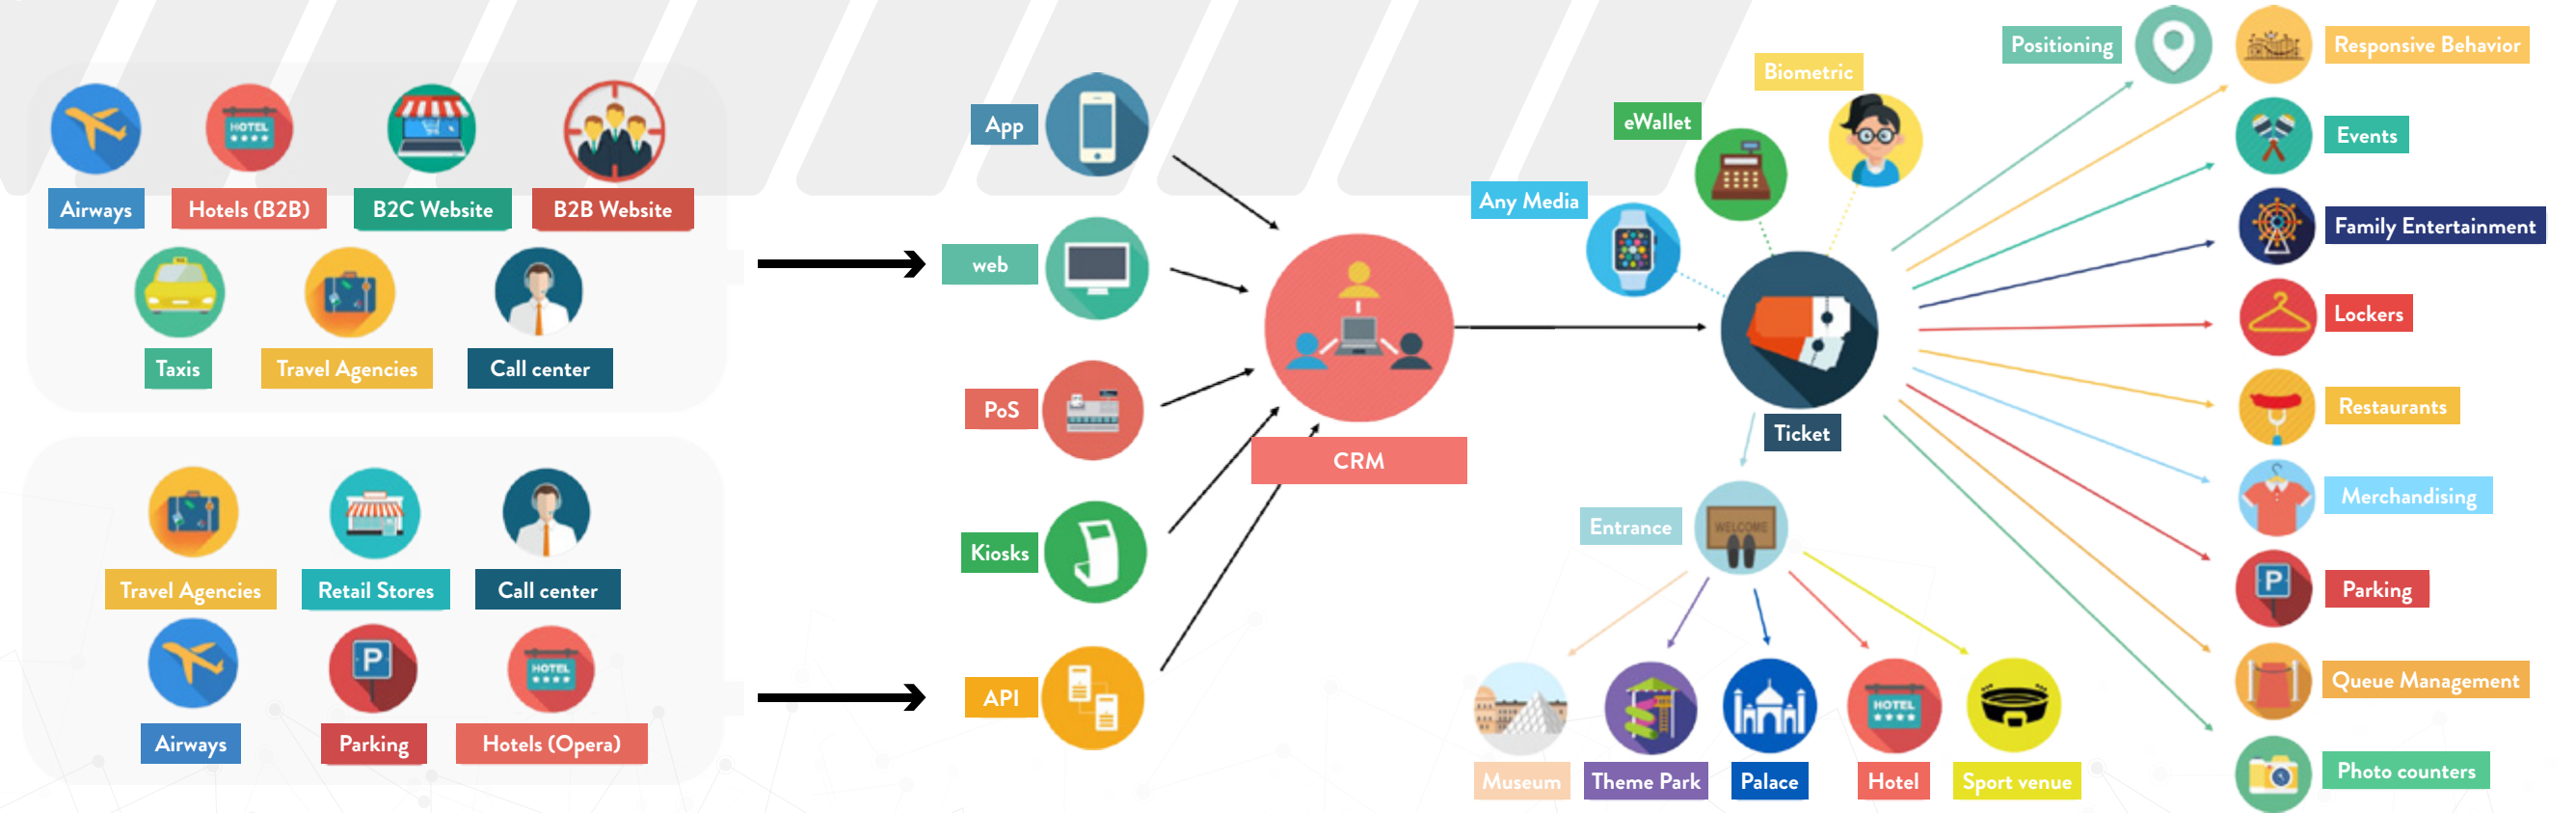 Airways
HOTEL
Hotels (B2B)
B2C Website
B2B Website
Taxis
Travel Agencies
Call center
Travel Agencies
Retail Stores
Call center
Airways
P
Parking
HOTEL
Hotels (Opera)
App
web
PoS
Kiosks
API
CRM
Any Media
eWallet
Biometric
Ticket
Entrance
WELCOME
Museum
Theme Park
Palace
HOTEL
Hotel
Sport venue
Positioning
Responsive Behavior
Events
Family Entertainment
Lockers
Restaurants
Merchandising
P
Parking
Queue Management
Photo counters